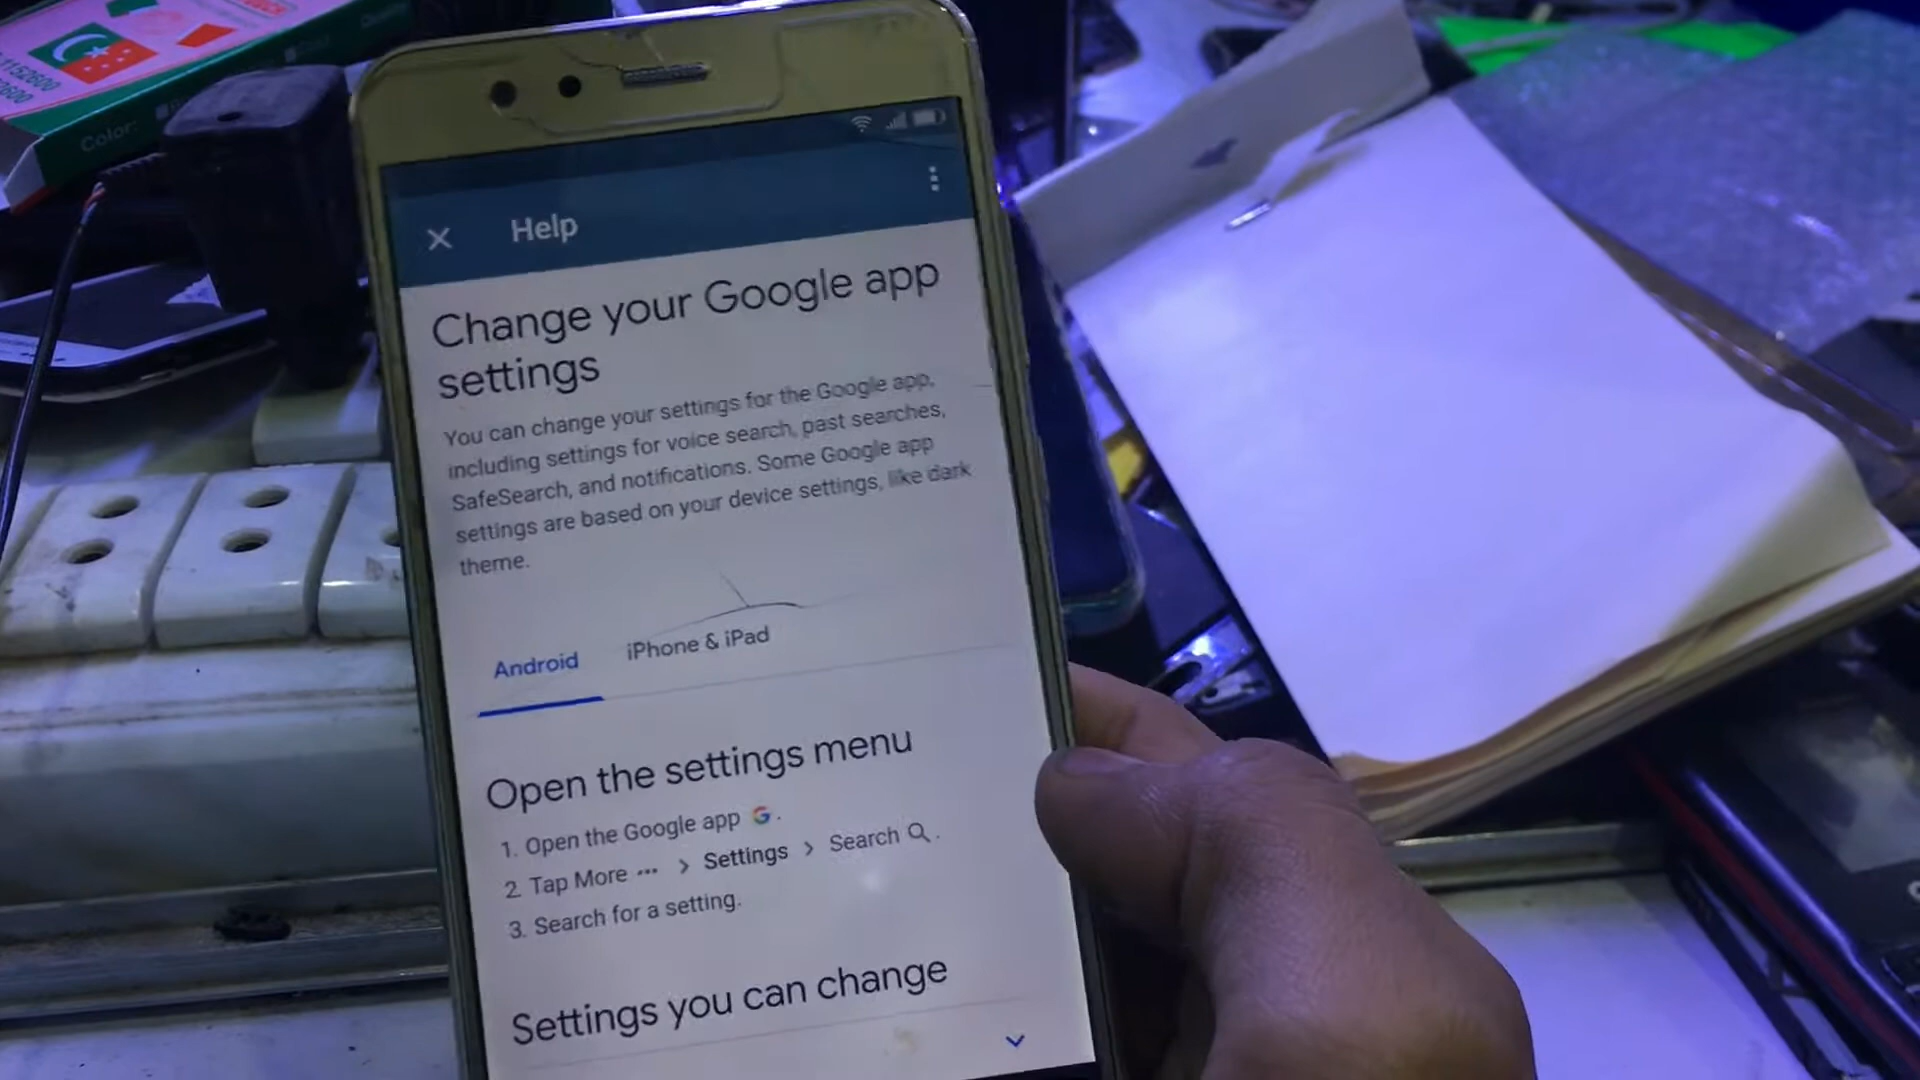 1152600
2600
Color:
Help
Change your Google app
settings
You can change your settings for the Google app,
including settings for voice search, past searches,
SafeSearch, and notifications. Some Google app
settings are based on your device settings, like dark
theme.
Android
iPhone & iPad
Open the settings menu
1. Open the Google app G.
2. Tap More ··· > Settings > Search .
3. Search for a setting.
Settings you can change